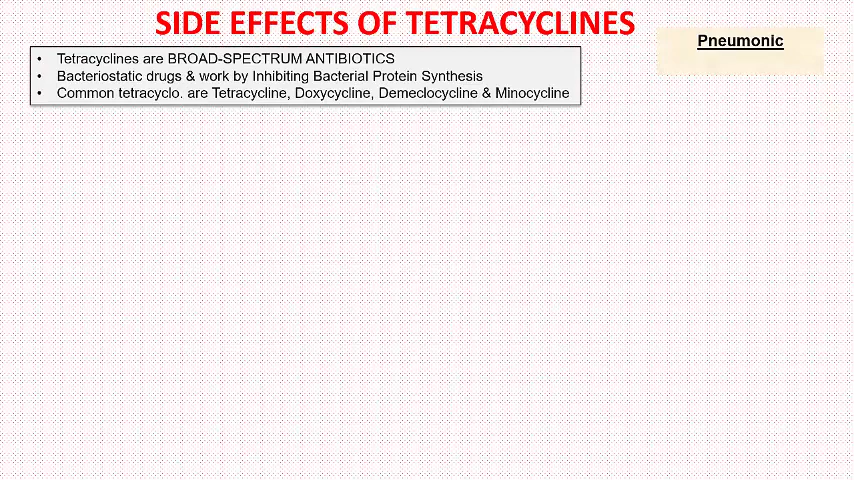 SIDE EFFECTS OF TETRACYCLINES
Pneumonic
• Tetracyclines are BROAD-SPECTRUM ANTIBIOTICS
• Bacteriostatic drugs & work by Inhibiting Bacterial Protein Synthesis
• Common tetracyclo. are Tetracycline, Doxycycline, Demeclocycline & Minocycline